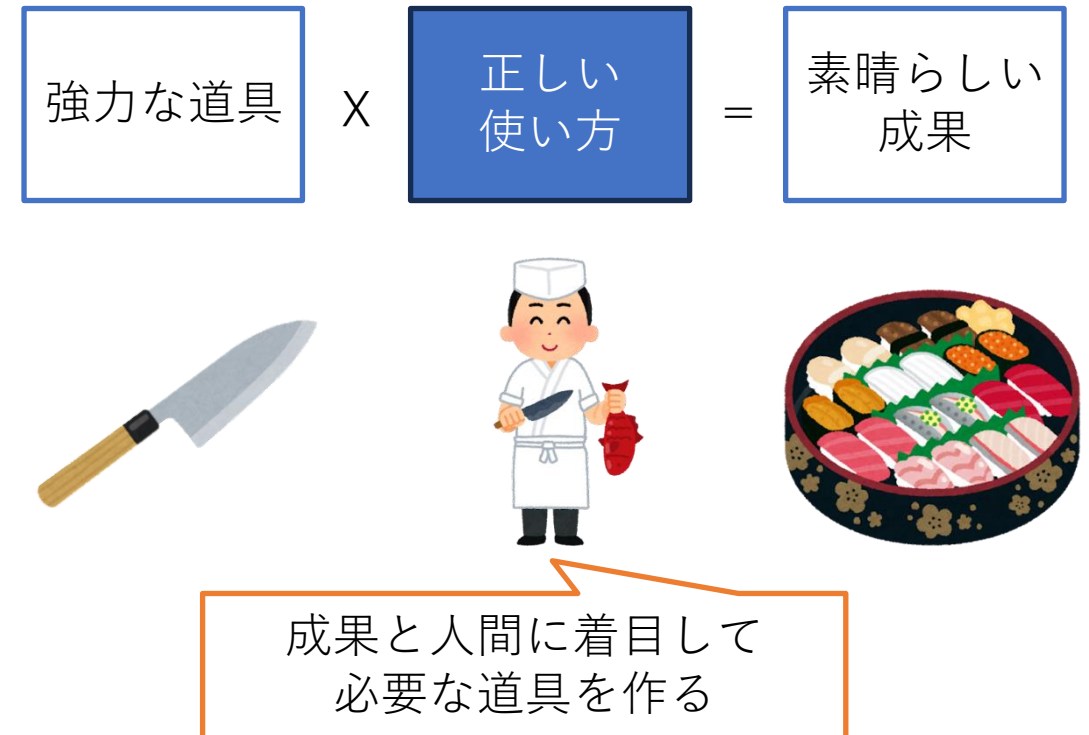 強力な道具
X
正しい
使い方
=
素晴らしい
成果
成果と人間に着目して
必要な道具を作る